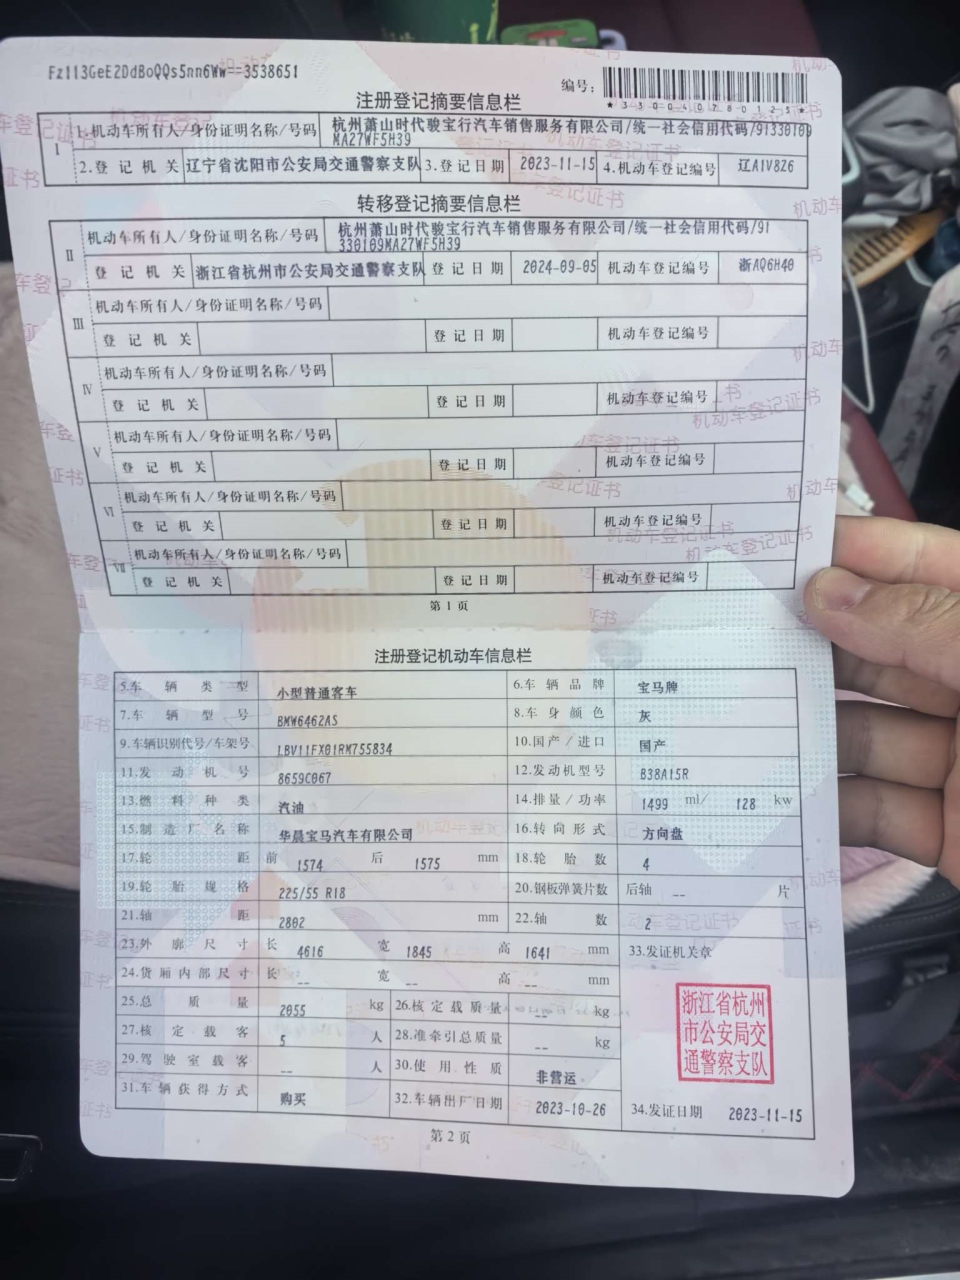 Fz113GeE2DdBoQQs5nn6Ww==3538651
编号:
*330040780125*
注册登记摘要信息栏
I 1.机动车所有人/身份证明名称/号码 杭州萧山时代骏宝行汽车销售服务有限公司/统一社会信用代码/91330109
MA27WF5H39
2.登记机关 辽宁省沈阳市公安局交通警察支队 3.登记日期 2023-11-15 4.机动车登记编号 辽A1V8Z6
转移登记摘要信息栏
II 机动车所有人/身份证明名称/号码 杭州萧山时代骏宝行汽车销售服务有限公司/统一社会信用代码/91
330109MA27WF5H39
登记机关 浙江省杭州市公安局交通警察支队 登记日期 2024-09-05 机动车登记编号 浙AQ6H40
III 机动车所有人/身份证明名称/号码
登记机关 登记日期 机动车登记编号
IV 机动车所有人/身份证明名称/号码
登记机关 登记日期 机动车登记编号
V 机动车所有人/身份证明名称/号码
登记机关 登记日期 机动车登记编号
VI 机动车所有人/身份证明名称/号码
登记机关 登记日期 机动车登记编号
VII 机动车所有人/身份证明名称/号码
登记机关 登记日期 机动车登记编号
第1页
注册登记机动车信息栏
5.车辆类型 小型普通客车 6.车辆品牌 宝马牌
7.车辆型号 BMW6462AS 8.车身颜色 灰
9.车辆识别代号/车架号 LBV11FX01RM755834 10.国产/进口 国产
11.发动机号 8659C067 12.发动机型号 B38A15R
13.燃料种类 汽油 14.排量/功率 1499 ml/ 128 kw
15.制造厂名称 华晨宝马汽车有限公司 16.转向形式 方向盘
17.轮距 前 1574 后 1575 mm 18.轮胎数 4
19.轮胎规格 225/55 R18 20.钢板弹簧片数 后轴 -- 片
21.轴距 2802 mm 22.轴数 2
23.外廓尺寸 长 4616 宽 1845 高 1641 mm 33.发证机关章
24.货厢内部尺寸 长 -- 宽 -- 高 -- mm
25.总质量 2055 kg 26.核定载质量 -- kg
27.核定载客 5 人 28.准牵引总质量 -- kg
29.驾驶室载客 -- 人 30.使用性质 非营运
31.车辆获得方式 购买 32.车辆出厂日期 2023-10-26 34.发证日期 2023-11-15
浙江省杭州
市公安局交
通警察支队
第2页